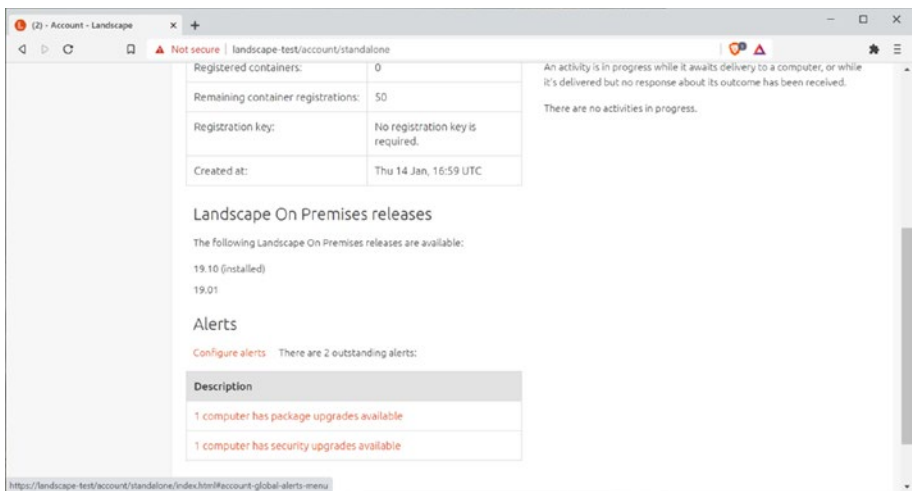 (2) - Account - Landscape
Not secure | landscape-test/account/standalone
Registered containers: 0
Remaining container registrations: 50
Registration key: No registration key is
required.
Created at: Thu 14 Jan, 16:59 UTC
Landscape On Premises releases
The following Landscape On Premises releases are available:
19.10 (installed)
19.01
Alerts
Configure alerts There are 2 outstanding alerts:
Description
1 computer has package upgrades available
1 computer has security upgrades available
An activity is in progress while it awaits delivery to a computer, or while
it's delivered but no response about its outcome has been received.
There are no activities in progress.
https://landscape-test/account/standalone/index.html#account-global-alerts-menu